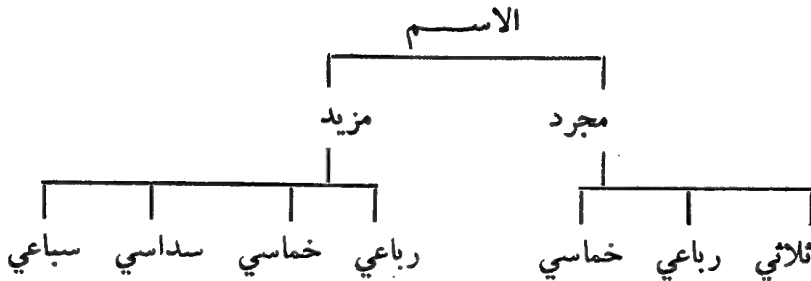 الاسم
مجرد مزيد
ثلاثي رباعي خماسي رباعي خماسي سداسي سباعي